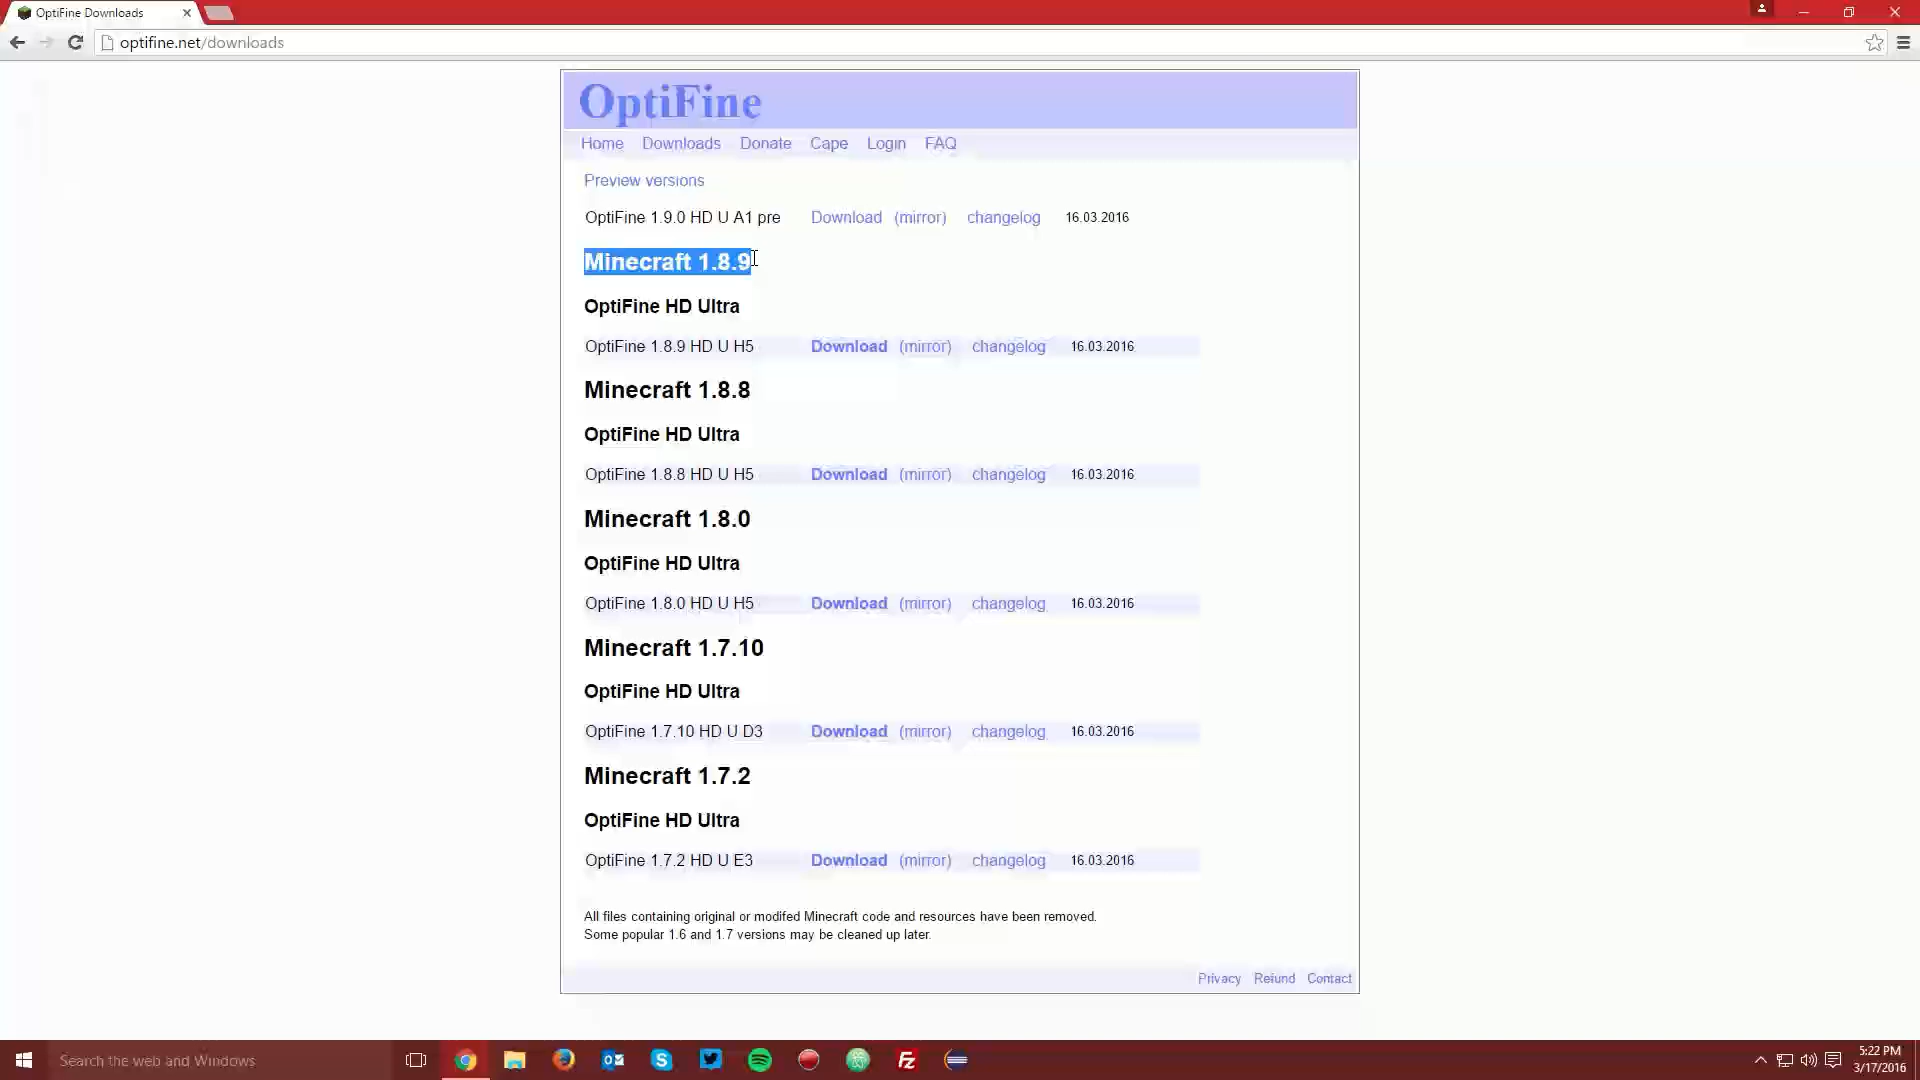 OptiFine Downloads
optifine.net/downloads
OptiFine
Home Downloads Donate Cape Login FAQ
Preview versions
OptiFine 1.9.0 HD U A1 pre Download (mirror) changelog 16.03.2016
Minecraft 1.8.9
OptiFine HD Ultra
OptiFine 1.8.9 HD U H5 Download (mirror) changelog 16.03.2016
Minecraft 1.8.8
OptiFine HD Ultra
OptiFine 1.8.8 HD U H5 Download (mirror) changelog 16.03.2016
Minecraft 1.8.0
OptiFine HD Ultra
OptiFine 1.8.0 HD U H5 Download (mirror) changelog 16.03.2016
Minecraft 1.7.10
OptiFine HD Ultra
OptiFine 1.7.10 HD U D3 Download (mirror) changelog 16.03.2016
Minecraft 1.7.2
OptiFine HD Ultra
OptiFine 1.7.2 HD U E3 Download (mirror) changelog 16.03.2016
All files containing original or modifed Minecraft code and resources have been removed.
Some popular 1.6 and 1.7 versions may be cleaned up later.
Privacy Refund Contact
Search the web and Windows
5:22 PM
3/17/2016